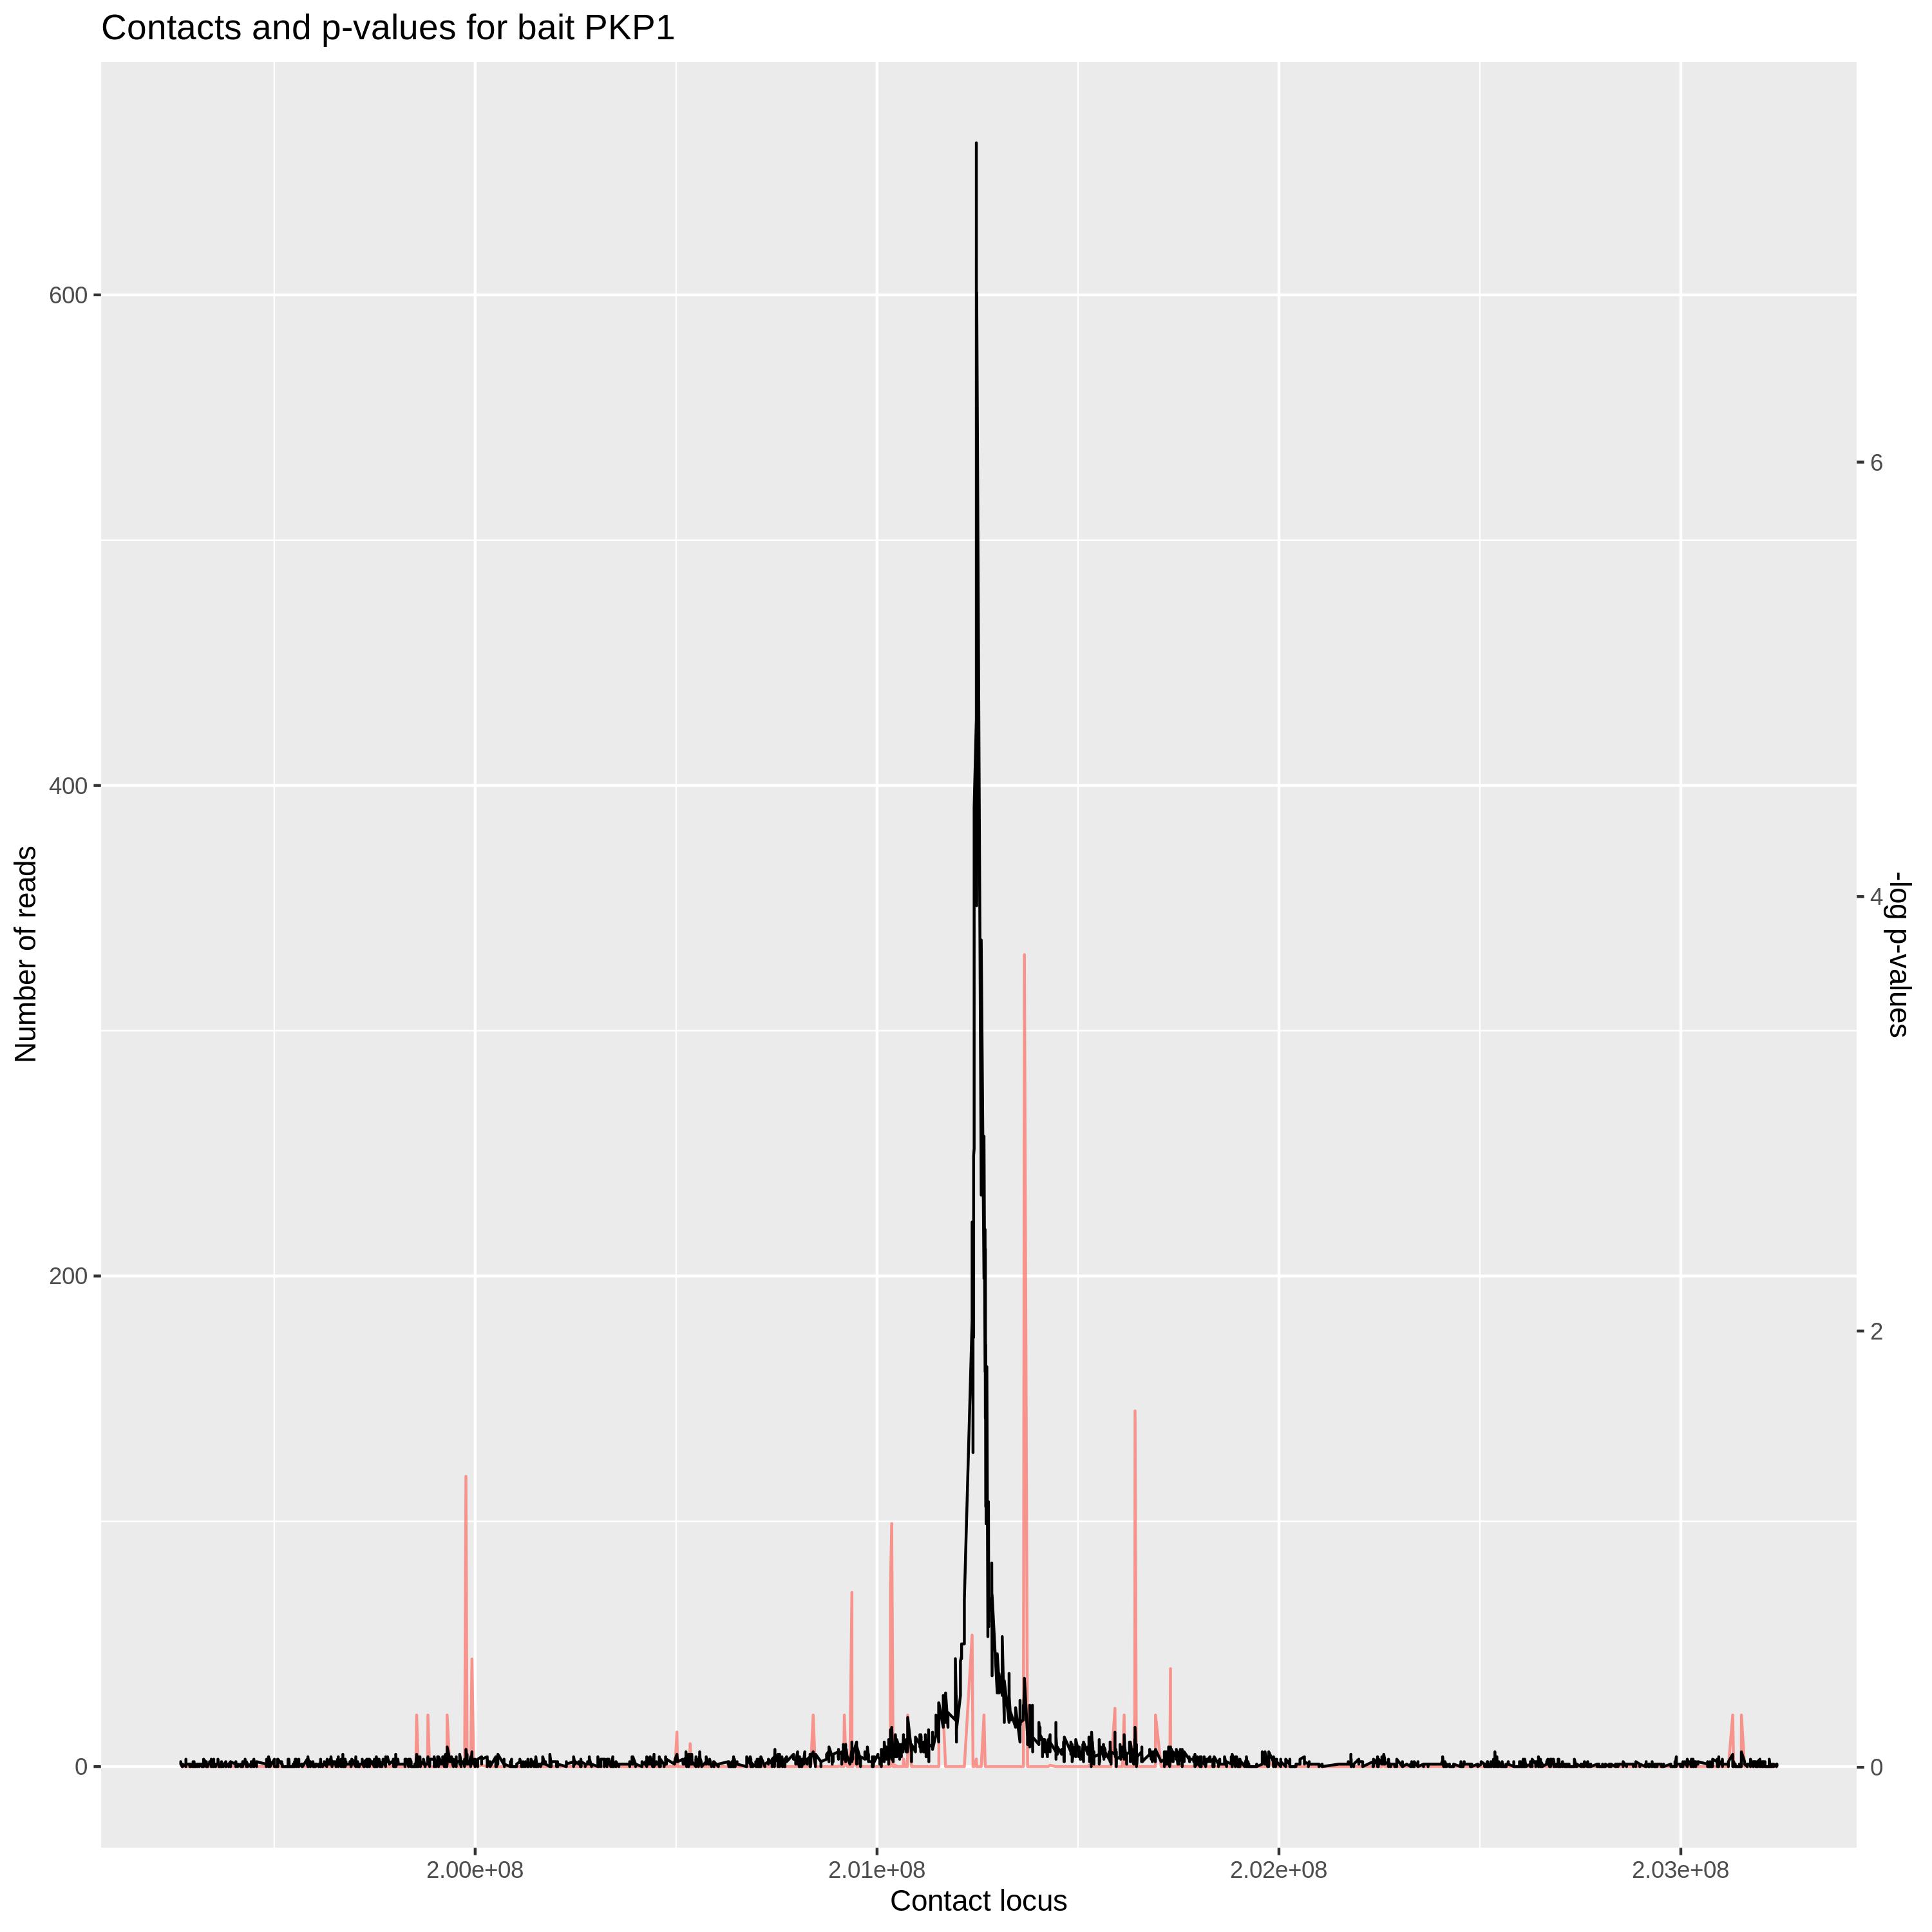 Contacts and p-values for bait PKP1
600
400
200
0
6
4
2
0
Number of reads
-log p-values
2.00e+08
2.01e+08
2.02e+08
2.03e+08
Contact locus